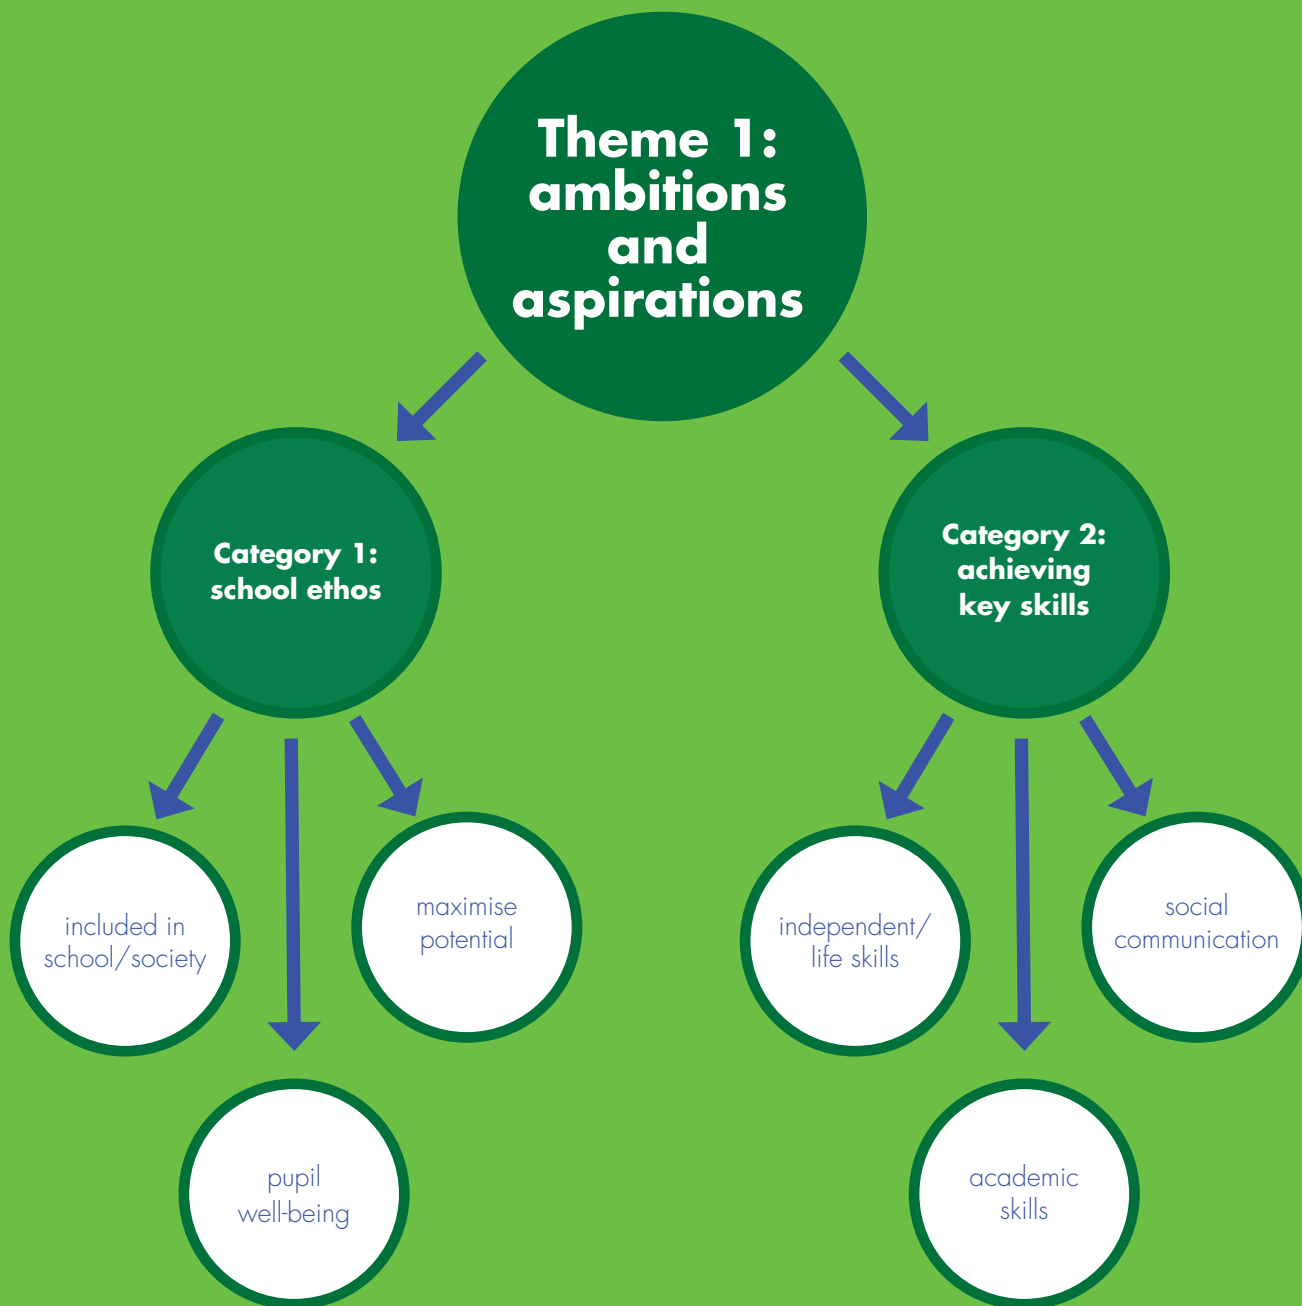 Theme 1:
ambitions
and
aspirations
Category 1:
school ethos
Category 2:
achieving
key skills
included in
school/society
maximise
potential
pupil
well-being
independent/
life skills
social
communication
academic
skills